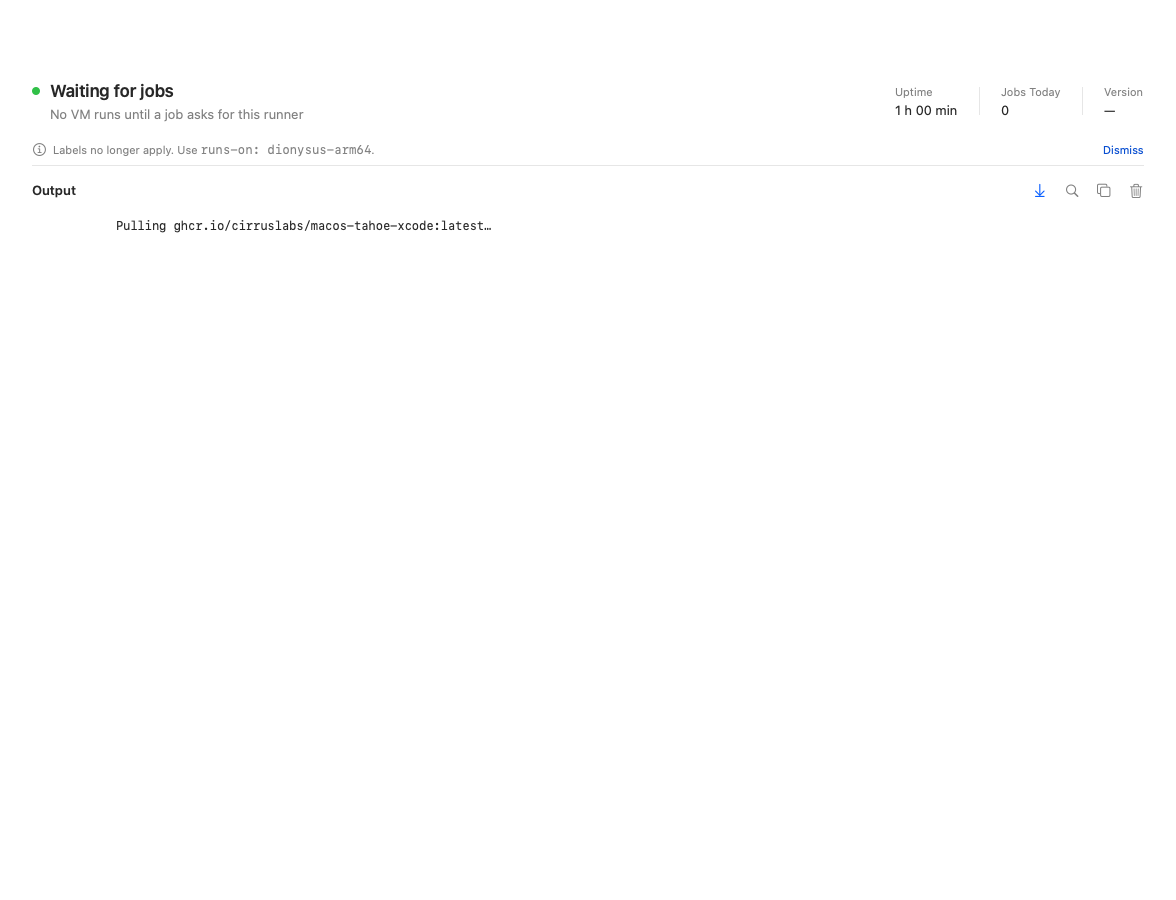 Waiting for jobs
No VM runs until a job asks for this runner
Uptime
1 h 00 min
Jobs Today
0
Version
—
Labels no longer apply. Use runs-on: dionysus-arm64.
Dismiss
Output
Pulling ghcr.io/cirruslabs/macos-tahoe-xcode:latest…